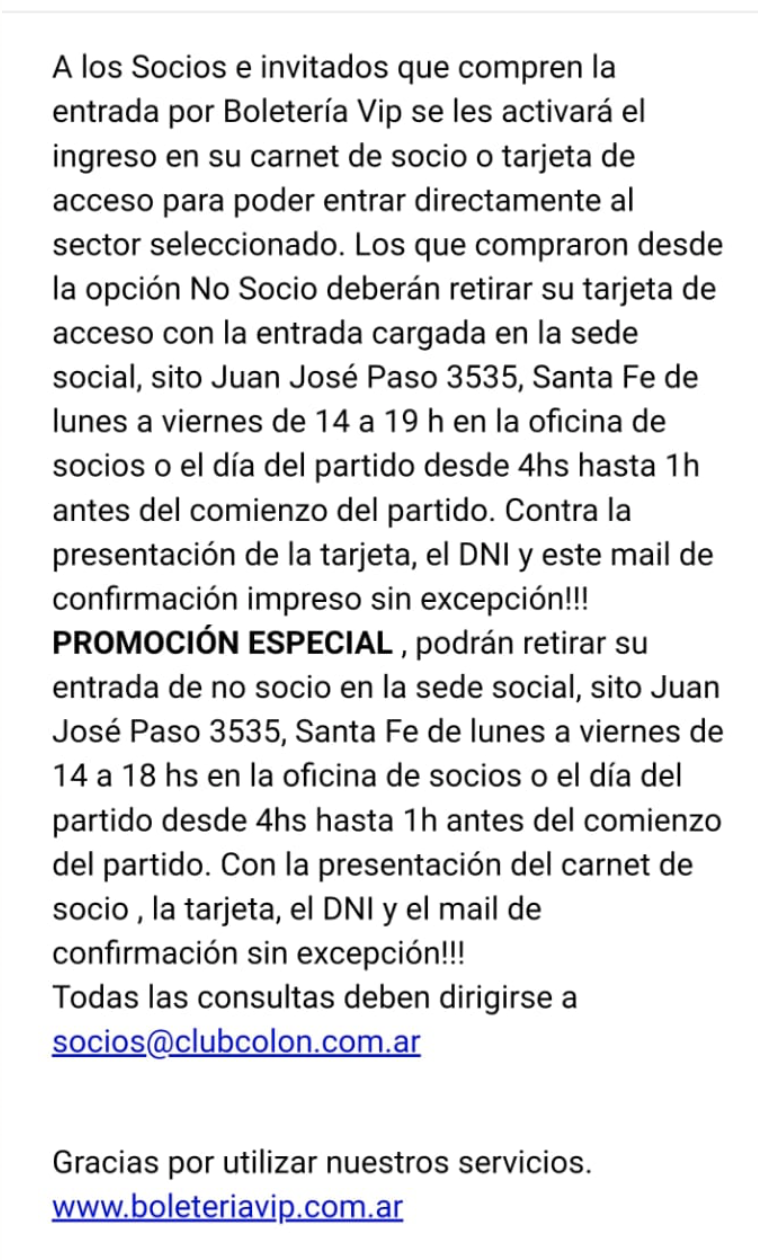 A los Socios e invitados que compren la
entrada por Boletería Vip se les activará el
ingreso en su carnet de socio o tarjeta de
acceso para poder entrar directamente al
sector seleccionado. Los que compraron desde
la opción No Socio deberán retirar su tarjeta de
acceso con la entrada cargada en la sede
social, sito Juan José Paso 3535, Santa Fe de
lunes a viernes de 14 a 19 h en la oficina de
socios o el día del partido desde 4hs hasta 1h
antes del comienzo del partido. Contra la
presentación de la tarjeta, el DNI y este mail de
confirmación impreso sin excepción!!!
PROMOCIÓN ESPECIAL , podrán retirar su
entrada de no socio en la sede social, sito Juan
José Paso 3535, Santa Fe de lunes a viernes de
14 a 18 hs en la oficina de socios o el día del
partido desde 4hs hasta 1h antes del comienzo
del partido. Con la presentación del carnet de
socio , la tarjeta, el DNI y el mail de
confirmación sin excepción!!!
Todas las consultas deben dirigirse a
socios@clubcolon.com.ar
Gracias por utilizar nuestros servicios.
www.boleteriavip.com.ar